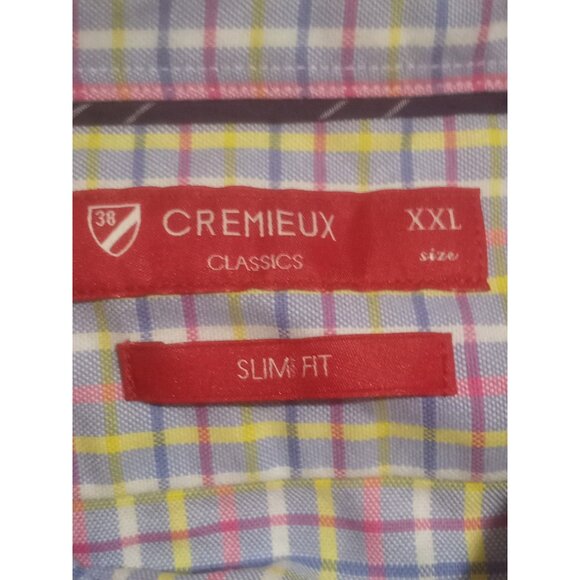 38
CREMIEUX
CLASSICS
XXL
size
SLIM FIT